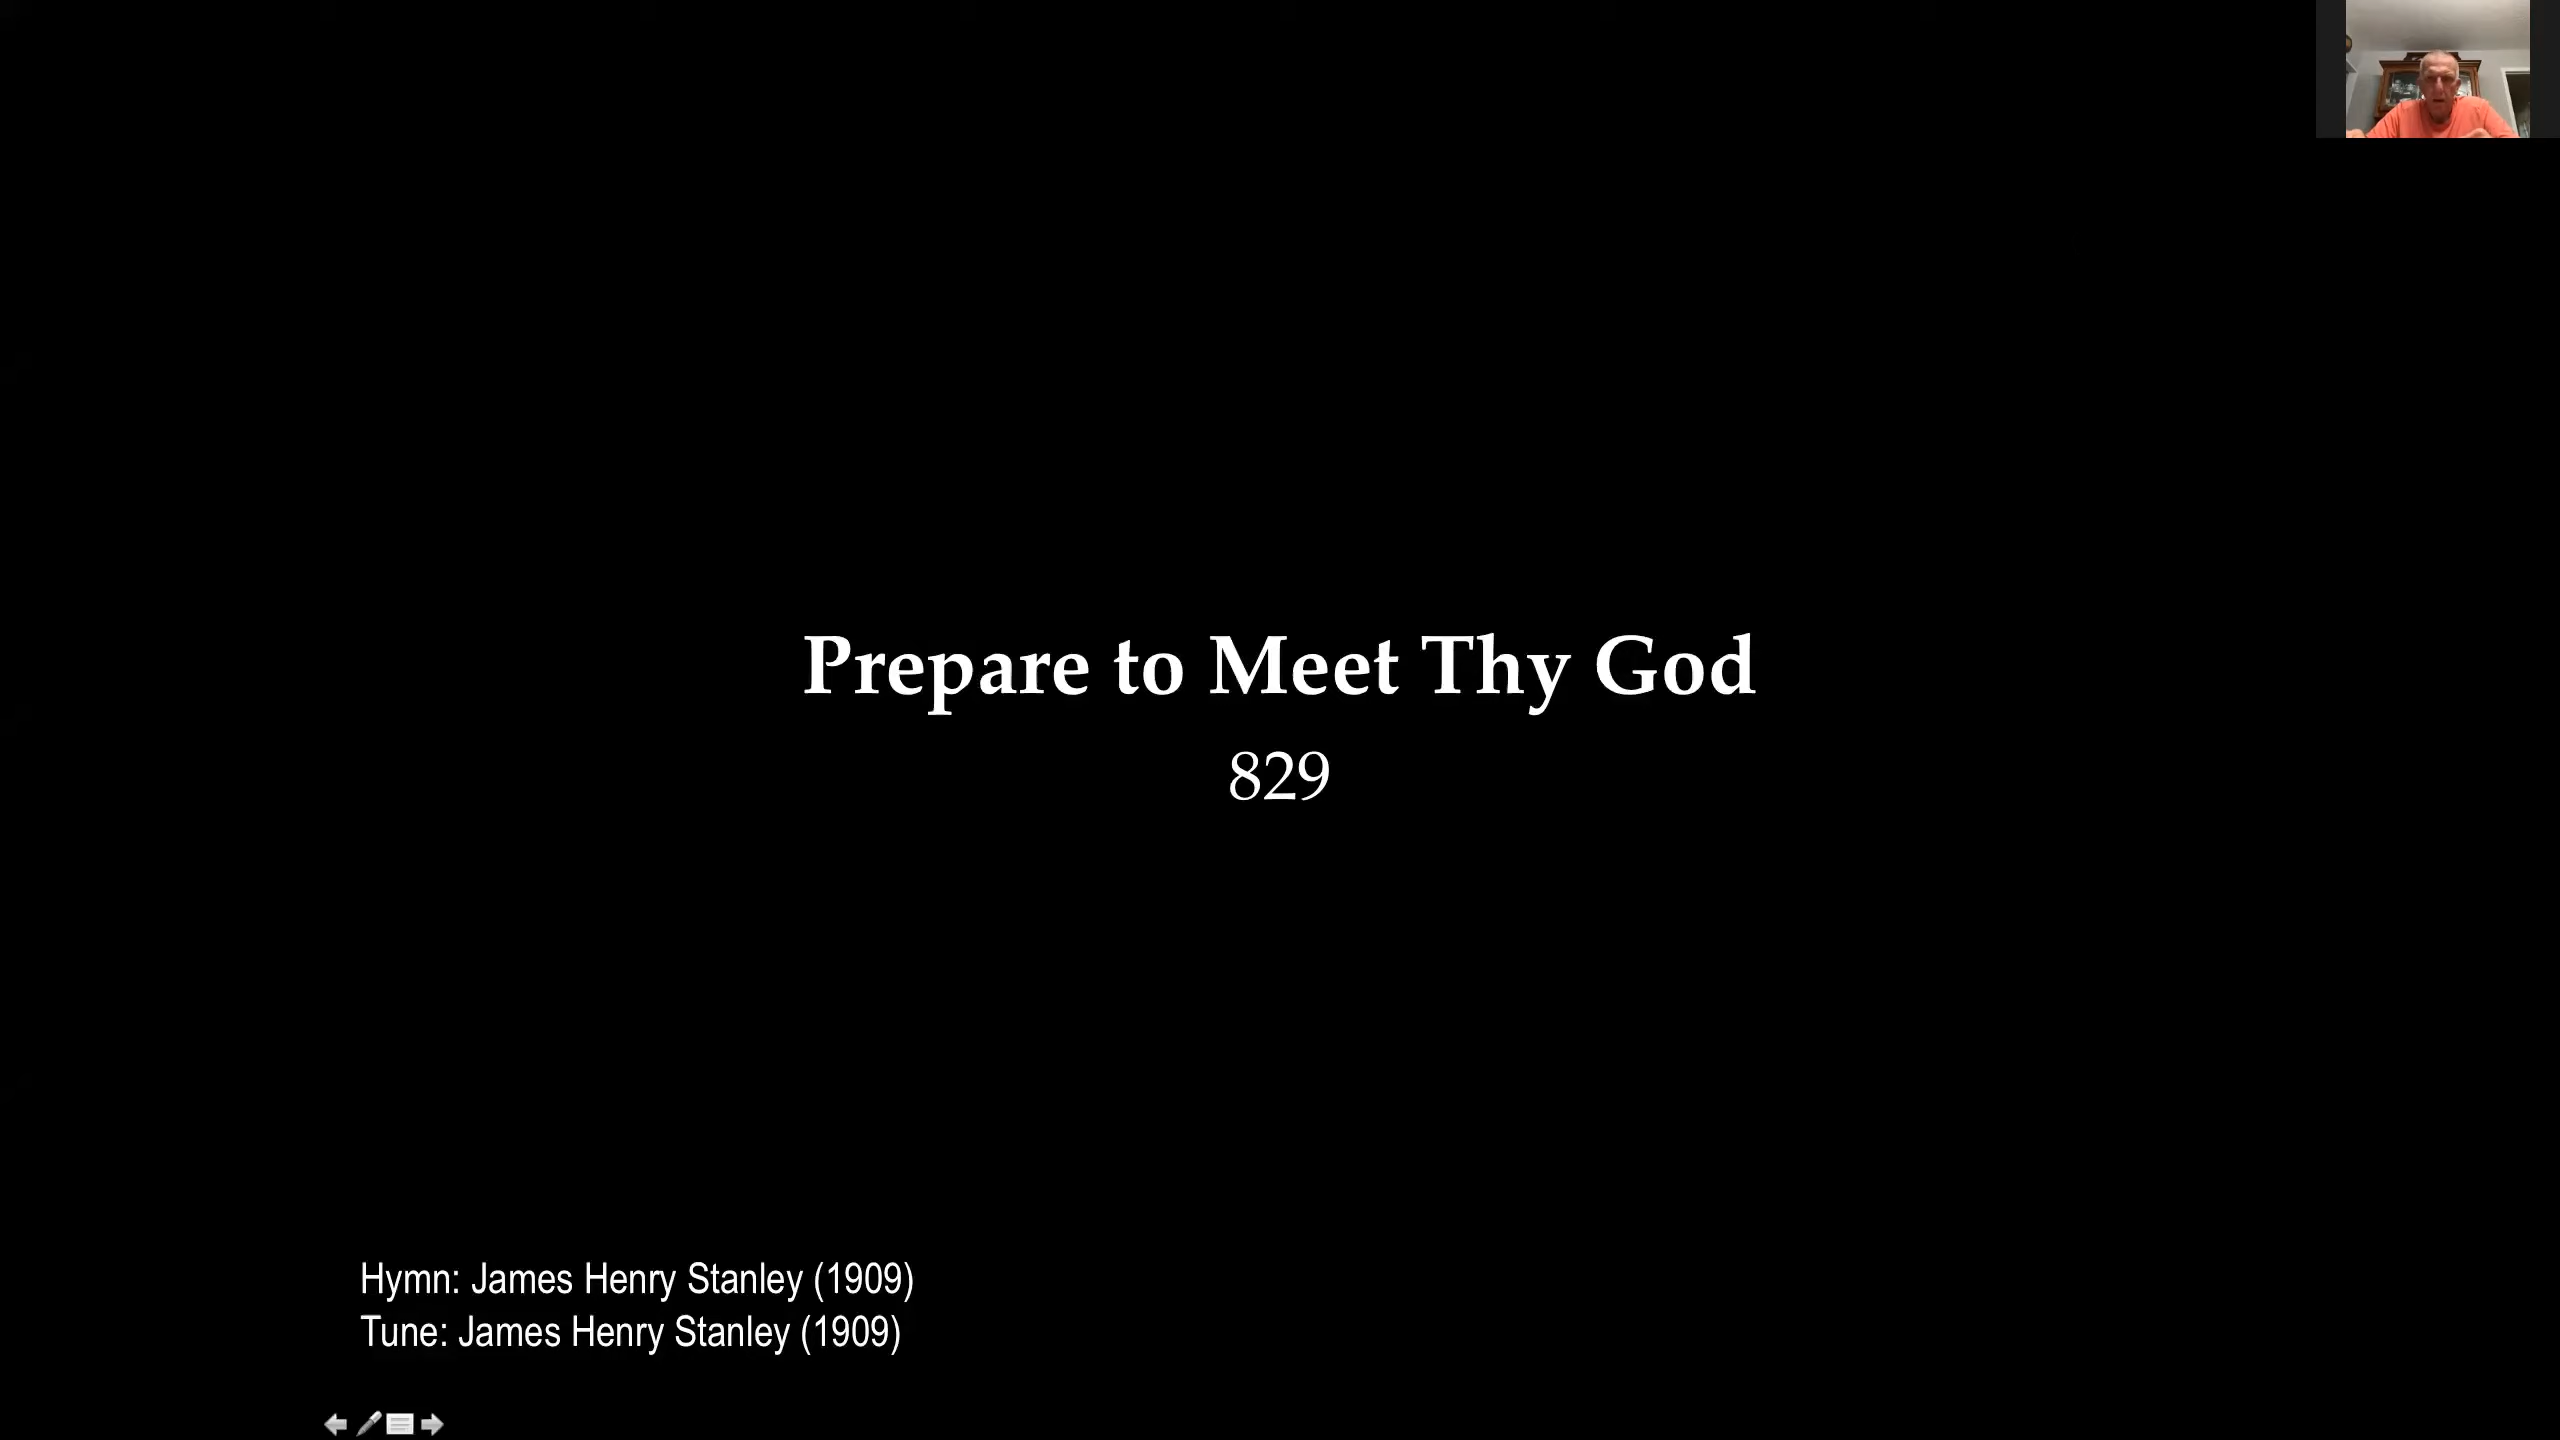 Prepare to Meet Thy God
829
Hymn: James Henry Stanley (1909)
Tune: James Henry Stanley (1909)